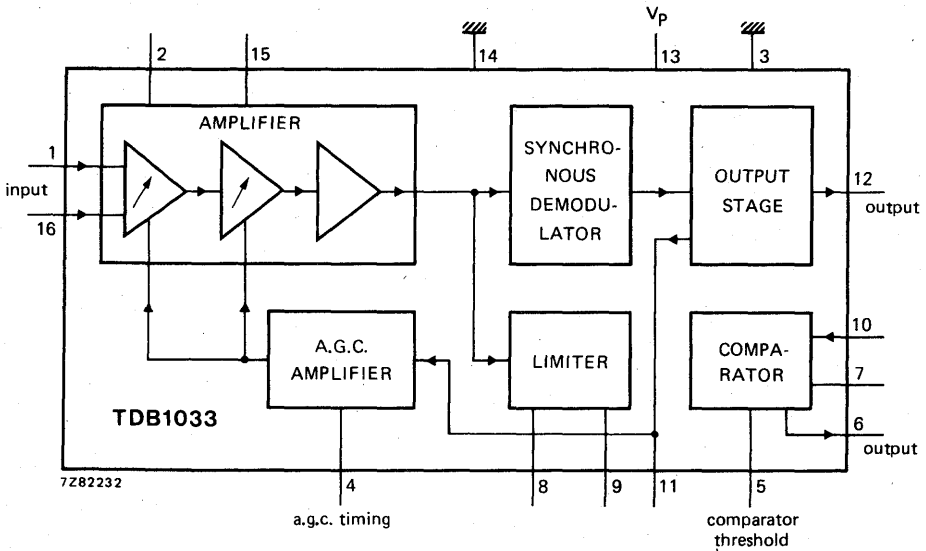 V_P
2
15
14
13
3
AMPLIFIER
1
input
16
SYNCHRO-
NOUS
DEMODU-
LATOR
OUTPUT
STAGE
12
output
A.G.C.
AMPLIFIER
LIMITER
COMPA-
RATOR
10
7
6
output
TDB1033
7Z82232
4
8
9
11
5
a.g.c. timing
comparator
threshold